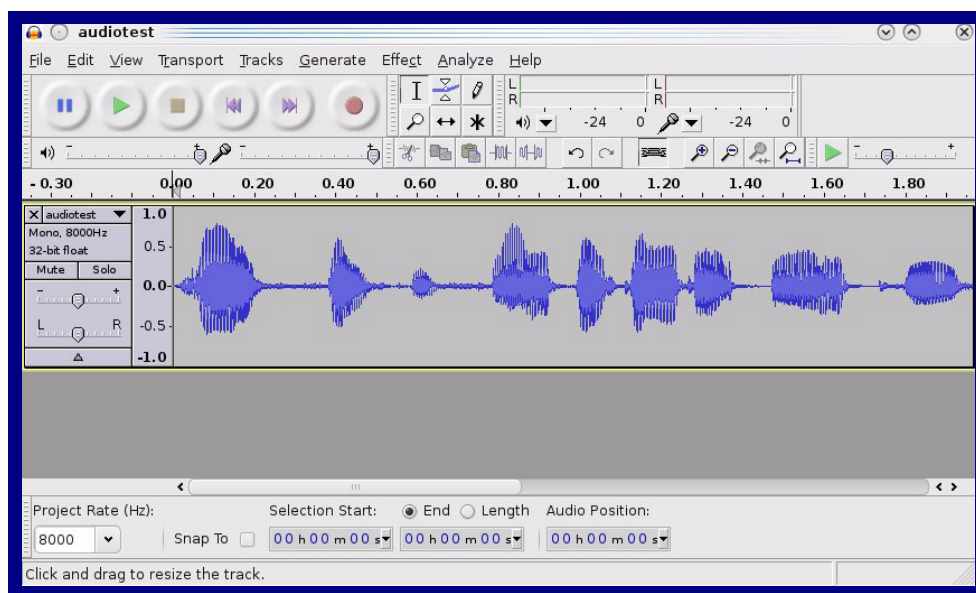 audiotest
File Edit View Transport Tracks Generate Effect Analyze Help
L L
R R
-24 0 -24 0
- 0.30 0.00 0.20 0.40 0.60 0.80 1.00 1.20 1.40 1.60 1.80
audiotest 1.0
Mono, 8000Hz
32-bit float 0.5
Mute Solo
- + 0.0
L R -0.5
-1.0
Project Rate (Hz): Selection Start: End Length Audio Position:
8000 Snap To 00 h 00 m 00 s 00 h 00 m 00 s 00 h 00 m 00 s
Click and drag to resize the track.